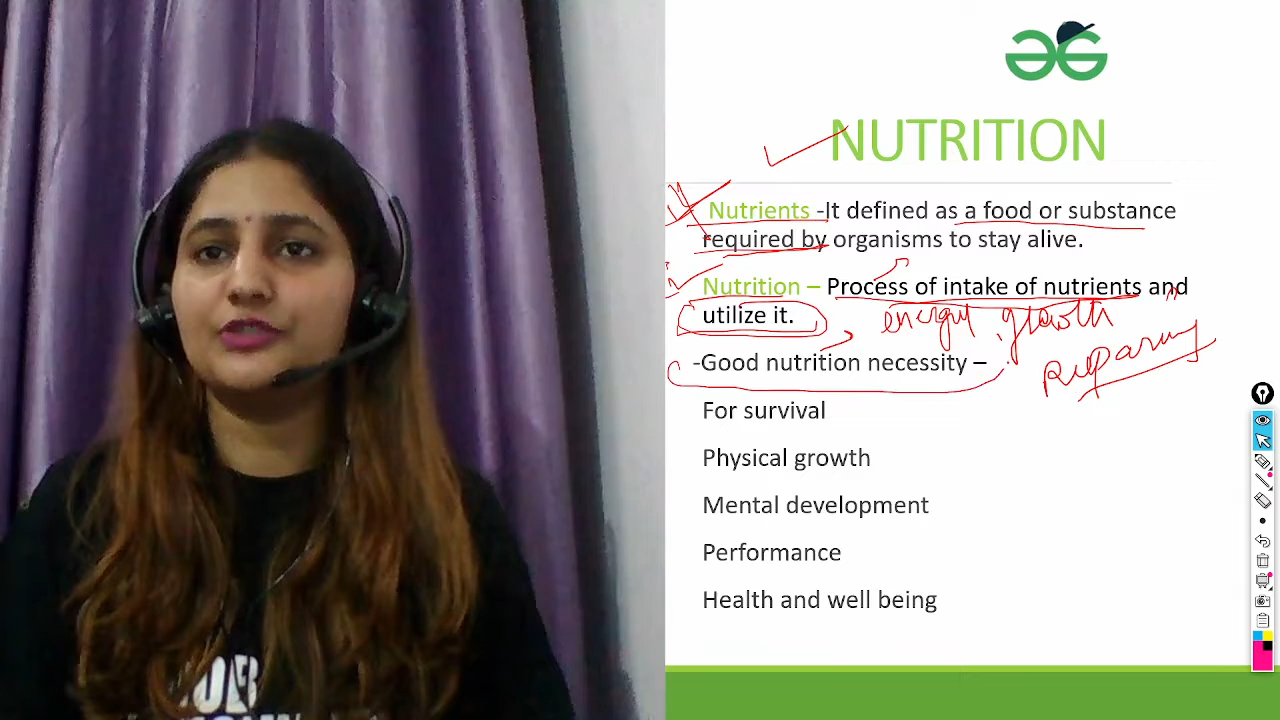 NUTRITION
Nutrients -It defined as a food or substance
required by organisms to stay alive.
Nutrition – Process of intake of nutrients and
utilize it.
energy growth
Reparing
-Good nutrition necessity –
For survival
Physical growth
Mental development
Performance
Health and well being